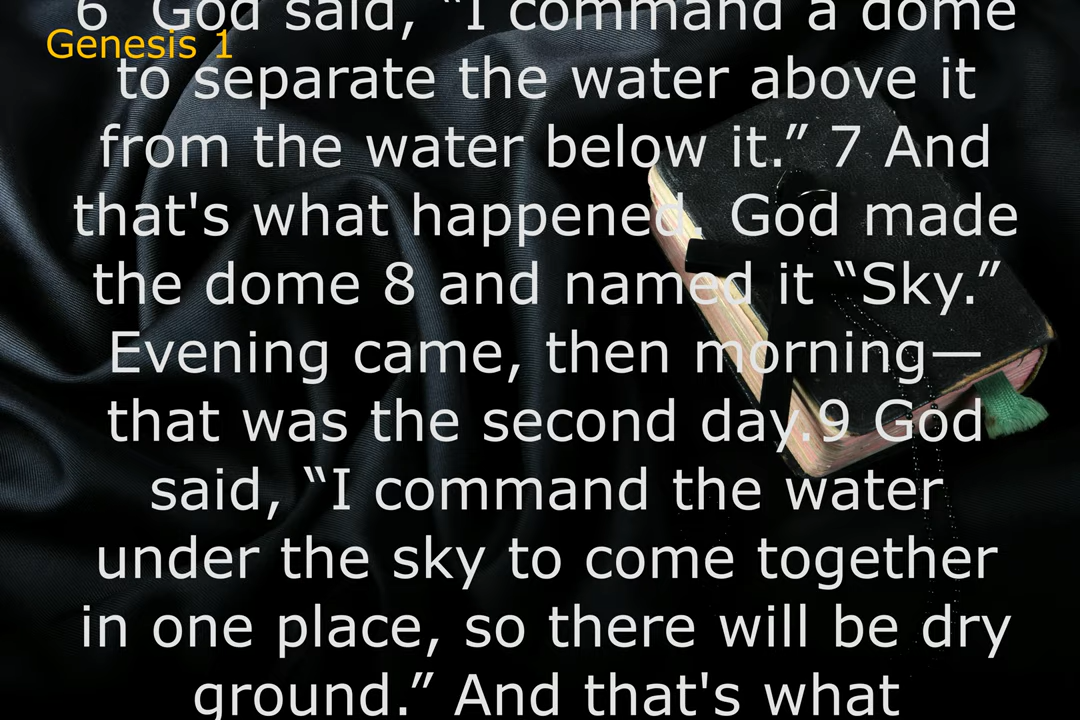 6  God said, “I command a dome
Genesis 1
to separate the water above it
from the water below it.” 7 And
that's what happened. God made
the dome 8 and named it “Sky.”
Evening came, then morning—
that was the second day.9 God
said, “I command the water
under the sky to come together
in one place, so there will be dry
ground.” And that's what